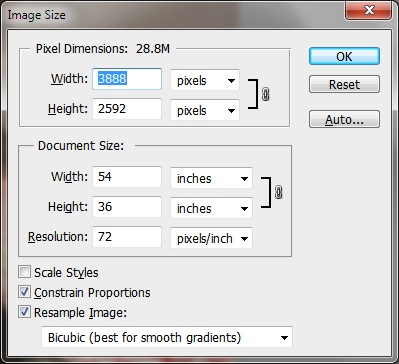 Image Size
Pixel Dimensions: 28.8M
Width: 3888 pixels
Height: 2592 pixels
OK
Reset
Auto...
Document Size:
Width: 54 inches
Height: 36 inches
Resolution: 72 pixels/inch
Scale Styles
Constrain Proportions
Resample Image:
Bicubic (best for smooth gradients)